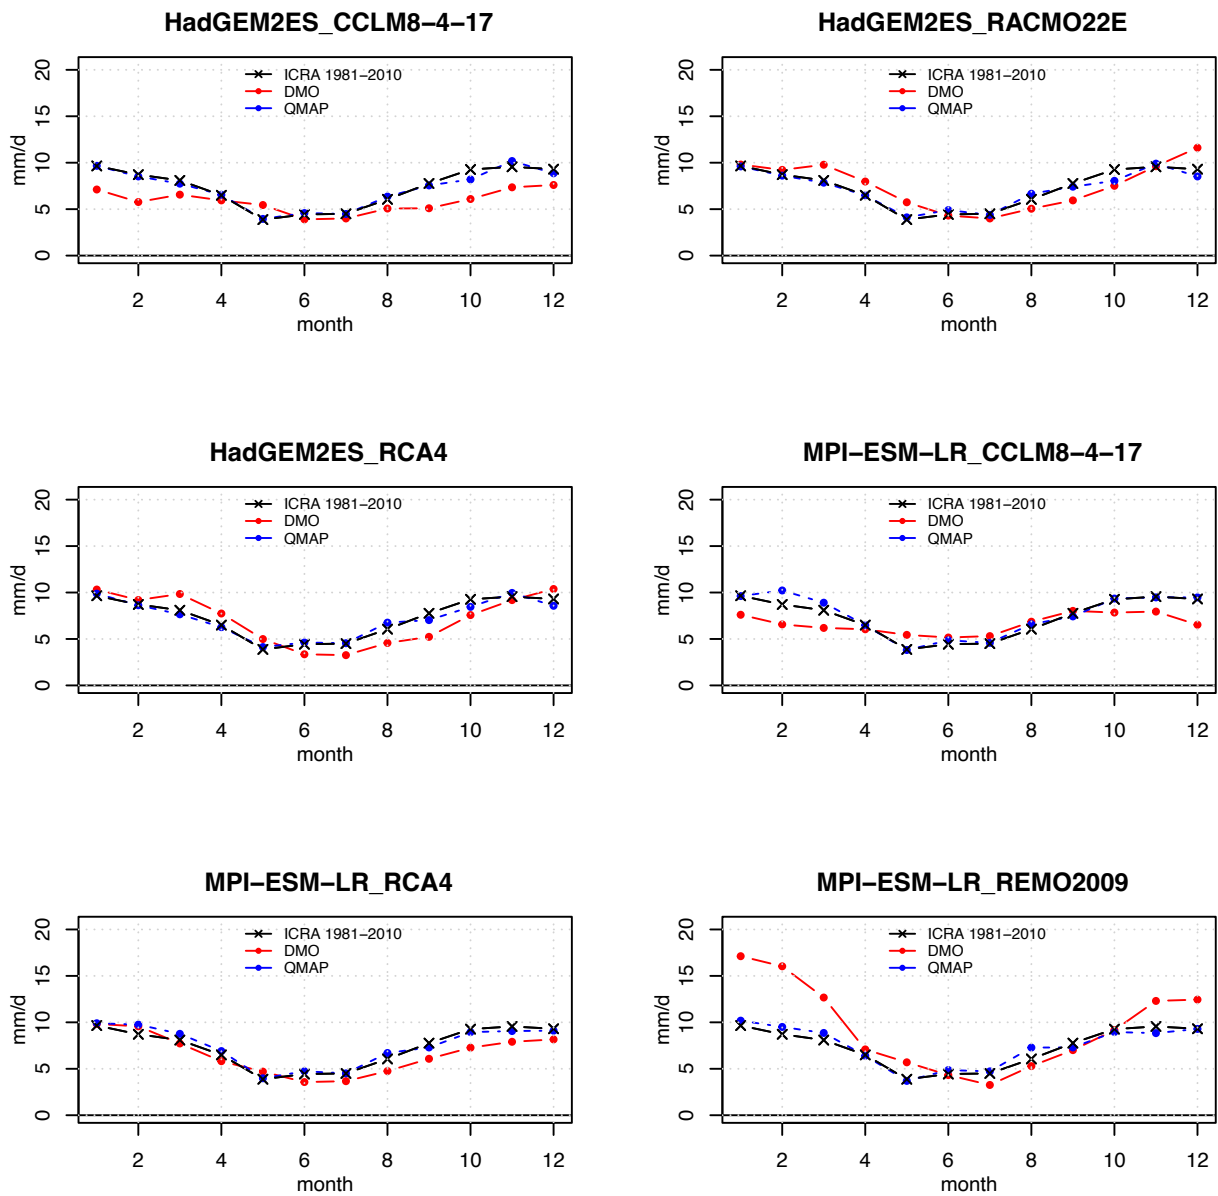 HadGEM2ES_CCLM8−4−17
ICRA 1981−2010
DMO
QMAP
mm/d
20
15
10
5
0
2 4 6 8 10 12
month
HadGEM2ES_RACMO22E
ICRA 1981−2010
DMO
QMAP
mm/d
20
15
10
5
0
2 4 6 8 10 12
month
HadGEM2ES_RCA4
ICRA 1981−2010
DMO
QMAP
mm/d
20
15
10
5
0
2 4 6 8 10 12
month
MPI−ESM−LR_CCLM8−4−17
ICRA 1981−2010
DMO
QMAP
mm/d
20
15
10
5
0
2 4 6 8 10 12
month
MPI−ESM−LR_RCA4
ICRA 1981−2010
DMO
QMAP
mm/d
20
15
10
5
0
2 4 6 8 10 12
month
MPI−ESM−LR_REMO2009
ICRA 1981−2010
DMO
QMAP
mm/d
20
15
10
5
0
2 4 6 8 10 12
month